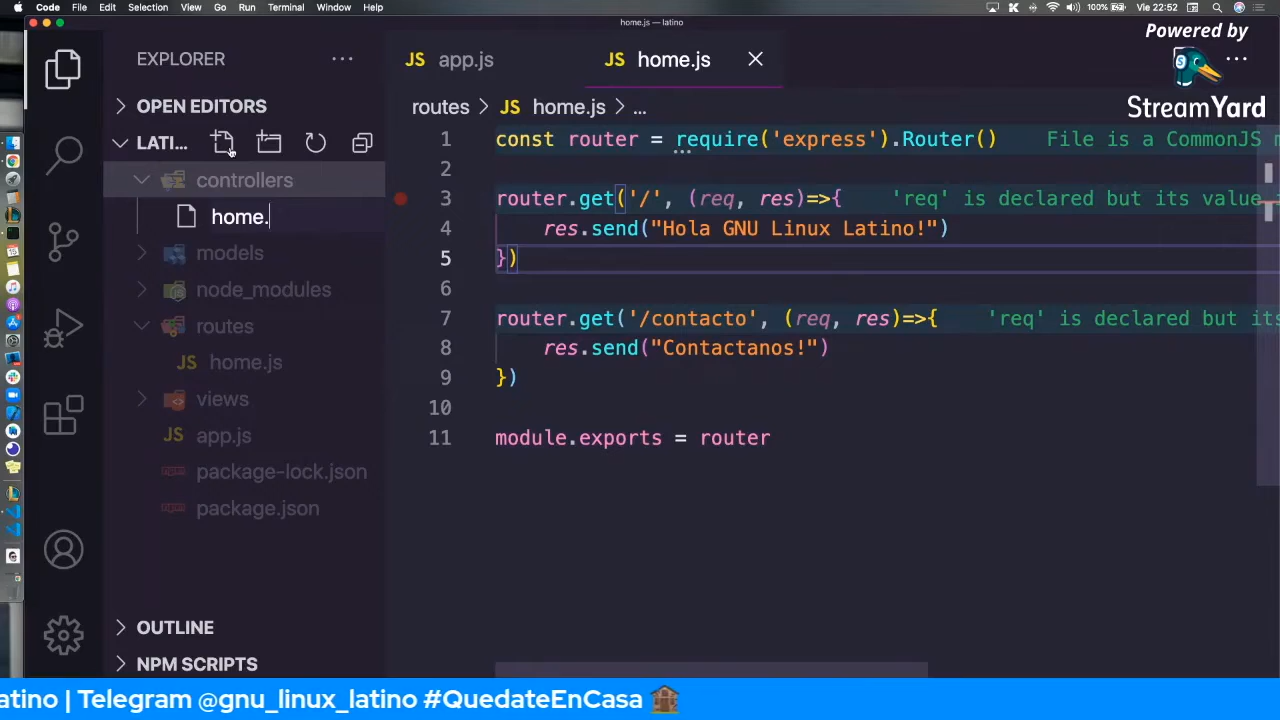 Code File Edit Selection View Go Run Terminal Window Help 100% Vie 22:52
home.js — latino
Powered by
StreamYard
EXPLORER
OPEN EDITORS
LATI...
controllers
home.
models
node_modules
routes
JS home.js
views
JS app.js
package-lock.json
package.json
OUTLINE
NPM SCRIPTS
JS app.js JS home.js
routes > JS home.js > ...
1 const router = require('express').Router() File is a CommonJS
2
3 router.get('/', (req, res)=>{ 'req' is declared but its value
4 res.send("Hola GNU Linux Latino!")
5 })
6
7 router.get('/contacto', (req, res)=>{ 'req' is declared but its
8 res.send("Contactanos!")
9 })
10
11 module.exports = router
atino | Telegram @gnu_linux_latino #QuedateEnCasa